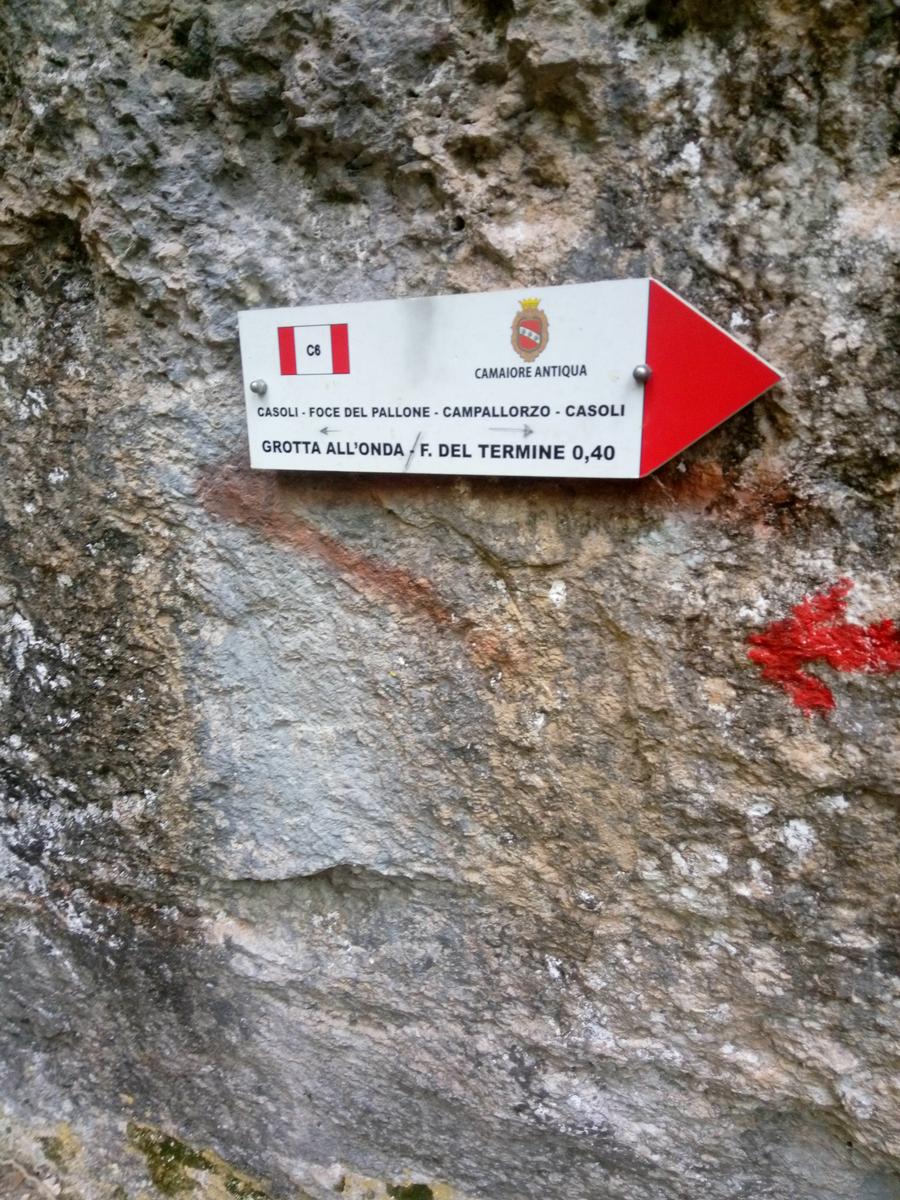 C6
CAMAIORE ANTIQUA
CASOLI - FOCE DEL PALLONE - CAMPALLORZO - CASOLI
GROTTA ALL'ONDA - F. DEL TERMINE 0,40